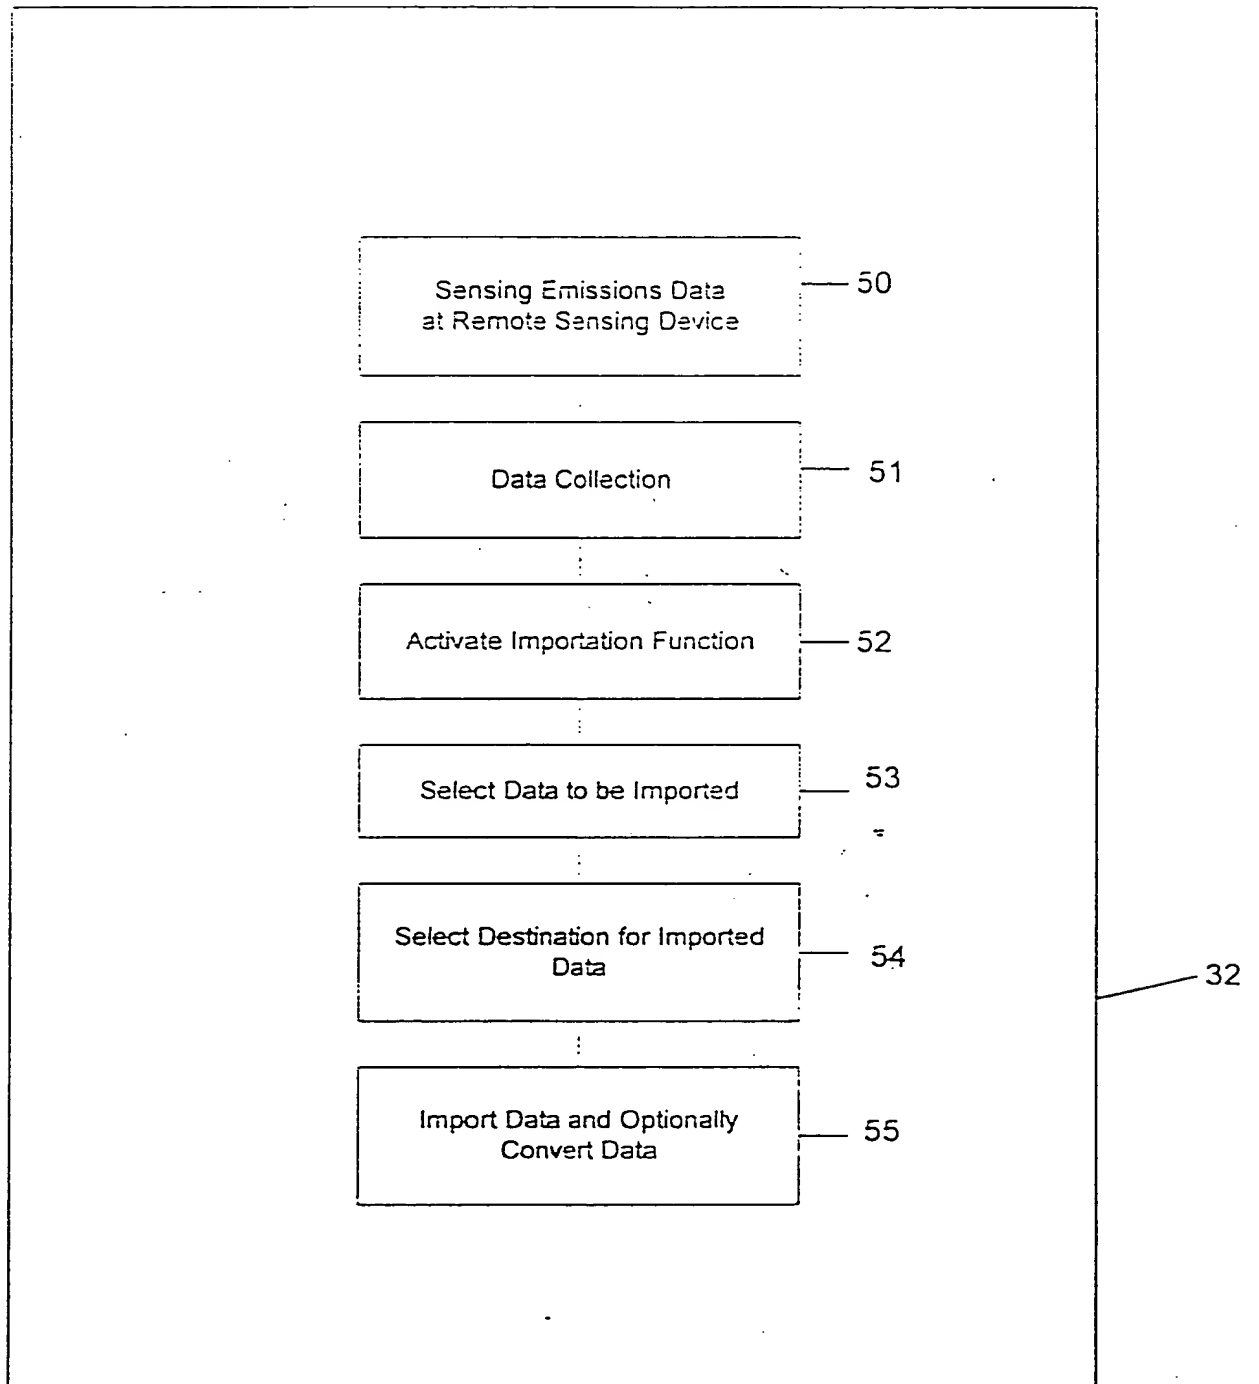 Sensing Emissions Data
at Remote Sensing Device
50
Data Collection
51
Activate Importation Function
52
Select Data to be Imported
53
Select Destination for Imported
Data
54
32
Import Data and Optionally
Convert Data
55